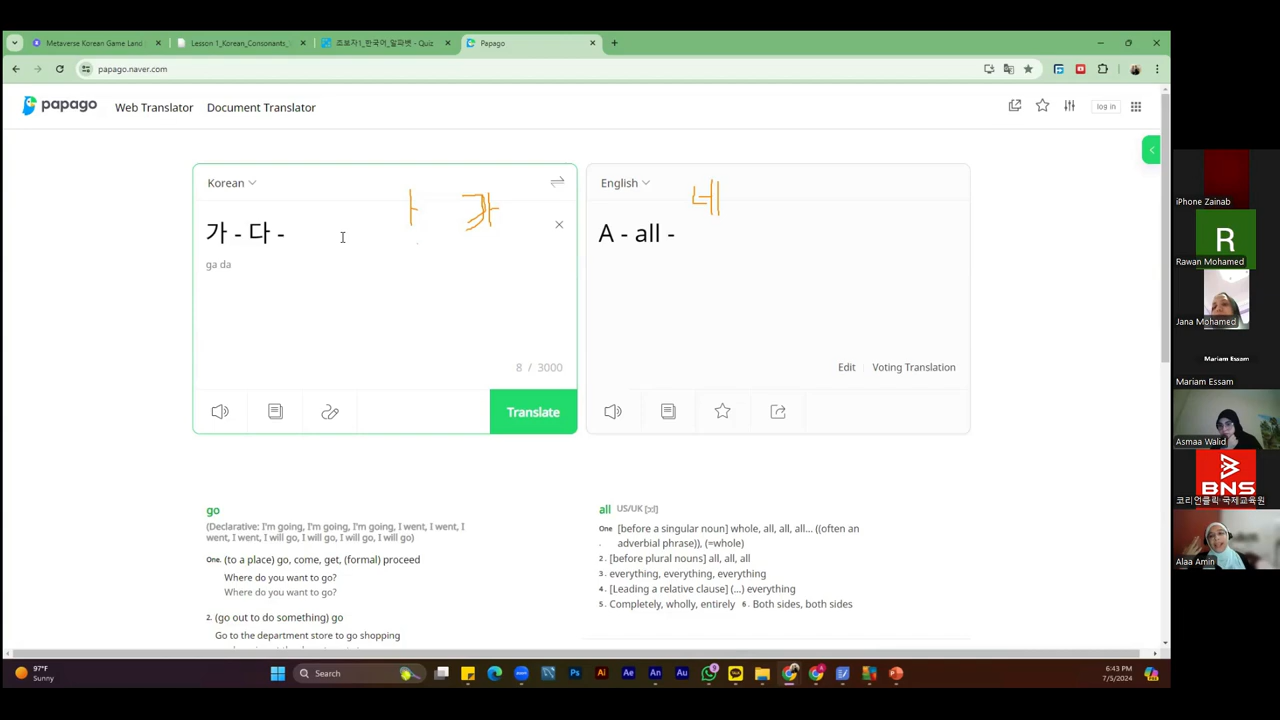 Metaverse Korean Game Land
Lesson 1_Korean_Consonants_
초보자1_한국어_알파벳 - Quiz
Papago
papago.naver.com
papago
Web Translator
Document Translator
log in
Korean
English
ㅏ 가
네
가 - 다 -
ga da
A - all -
8 / 3000
Edit
Voting Translation
Translate
go
(Declarative: I'm going, I'm going, I'm going, I went, I went, I
went, I went, I will go, I will go, I will go, I will go)
One. (to a place) go, come, get, (formal) proceed
Where do you want to go?
Where do you want to go?
2. (go out to do something) go
Go to the department store to go shopping
all US/UK [ɔːl]
One [before a singular noun] whole, all, all... ((often an
. adverbial phrase)), (=whole)
2. [before plural nouns] all, all, all
3 everything, everything, everything
4. [Leading a relative clause] (...) everything
5. Completely, wholly, entirely 6. Both sides, both sides
iPhone Zainab
R
Rawan Mohamed
Jana Mohamed
Mariam Essam
Mariam Essam
Asmaa Walid
BNS
코리언클릭 국제교육원
Alaa Amin
97°F
Sunny
Search
Ps
Ai
Ae
An
Au
6:43 PM
7/5/2024